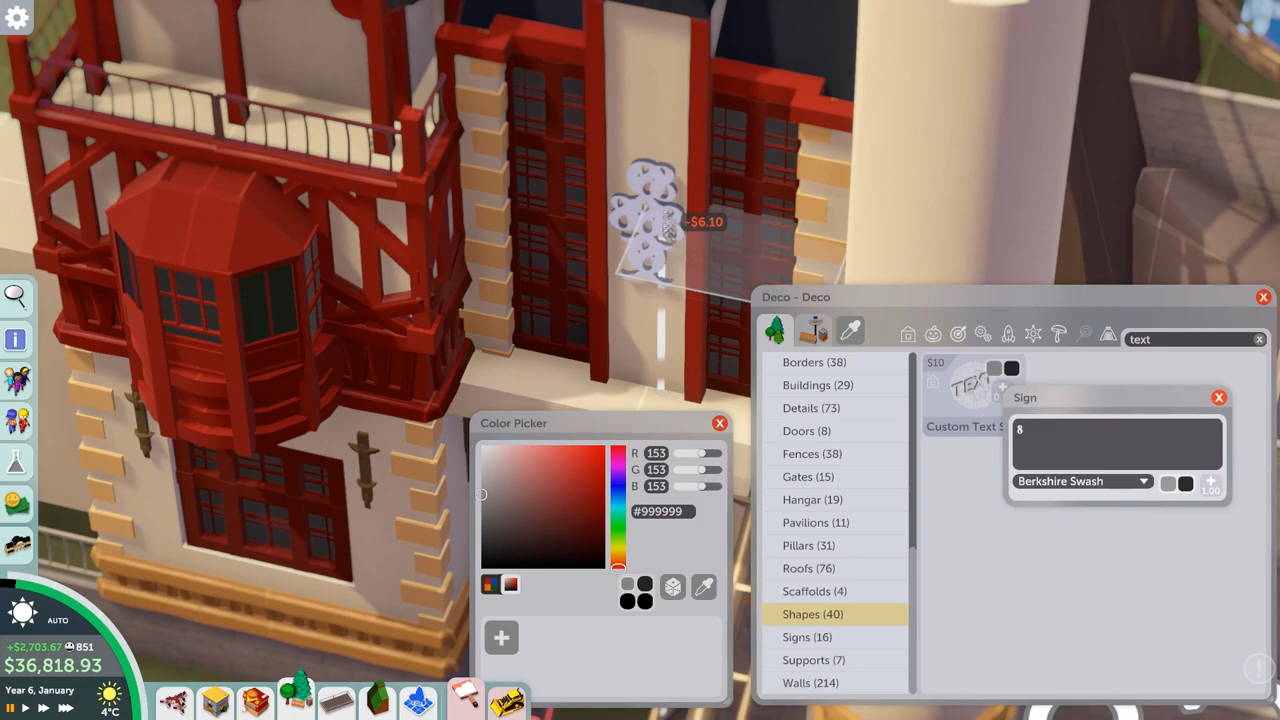 -$6.10
Deco - Deco
text
Borders (38)
Buildings (29)
Details (73)
Doors (8)
Fences (38)
Gates (15)
Hangar (19)
Pavilions (11)
Pillars (31)
Roofs (76)
Scaffolds (4)
Shapes (40)
Signs (16)
Supports (7)
Walls (214)
$10
TEXT
Custom Text S
Sign
8
Berkshire Swash
1.00
Color Picker
R 153
G 153
B 153
#999999
AUTO
+$2,703.67 851
$36,818.93
Year 6, January
4°C